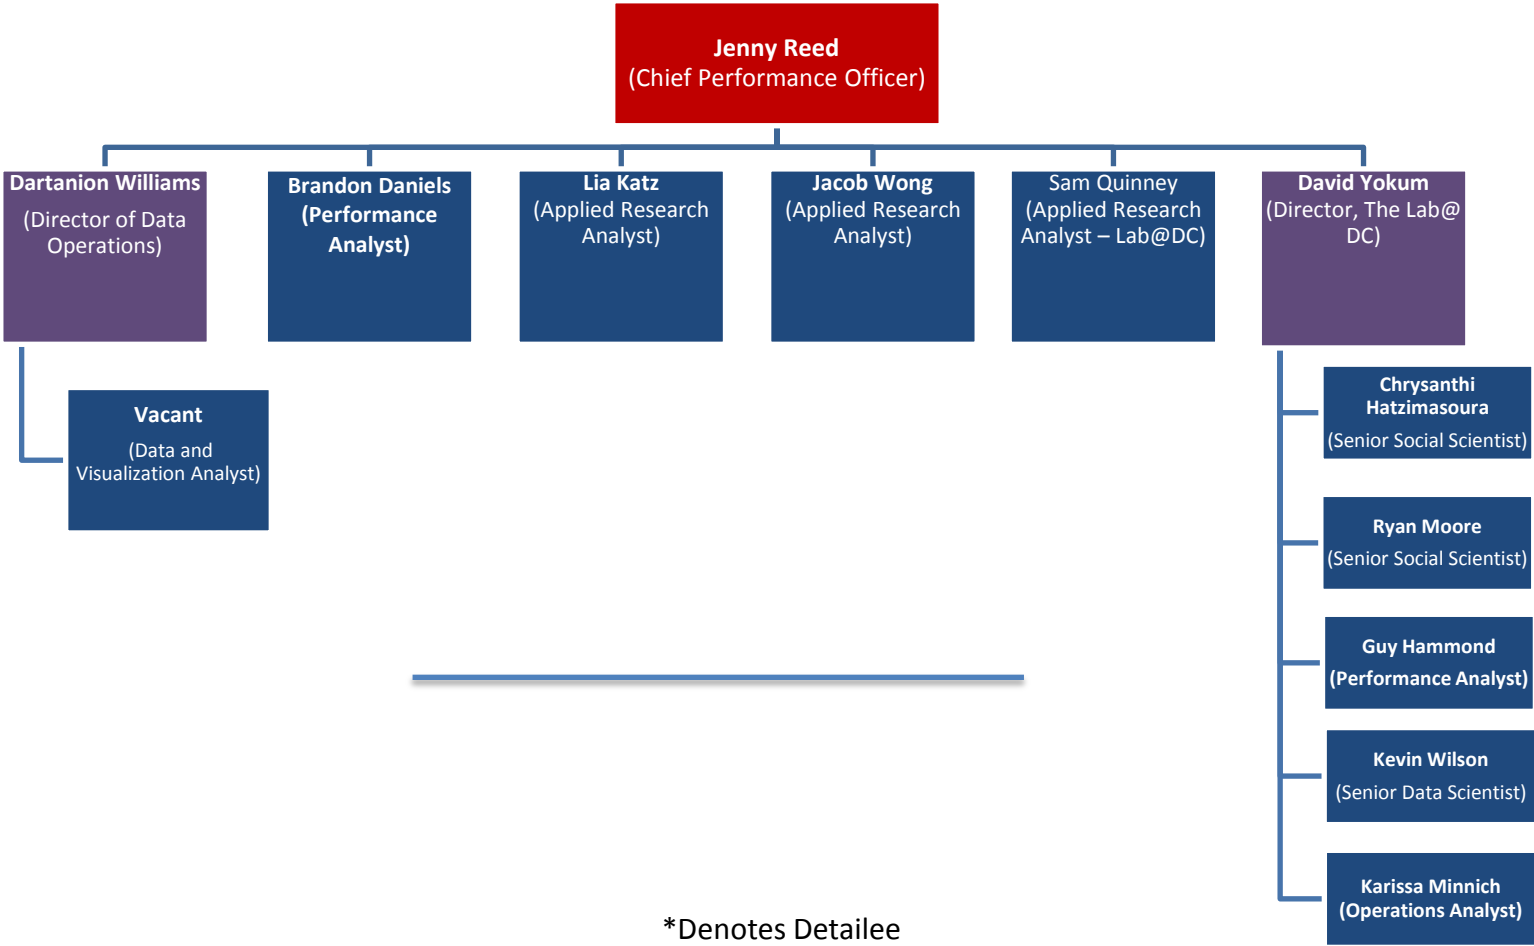 Jenny Reed
(Chief Performance Officer)
Dartanion Williams
(Director of Data
Operations)
Brandon Daniels
(Performance
Analyst)
Lia Katz
(Applied Research
Analyst)
Jacob Wong
(Applied Research
Analyst)
Sam Quinney
(Applied Research
Analyst – Lab@DC)
David Yokum
(Director, The Lab@
DC)
Vacant
(Data and
Visualization Analyst)
Chrysanthi
Hatzimasoura
(Senior Social Scientist)
Ryan Moore
(Senior Social Scientist)
Guy Hammond
(Performance Analyst)
Kevin Wilson
(Senior Data Scientist)
Karissa Minnich
(Operations Analyst)
*Denotes Detailee